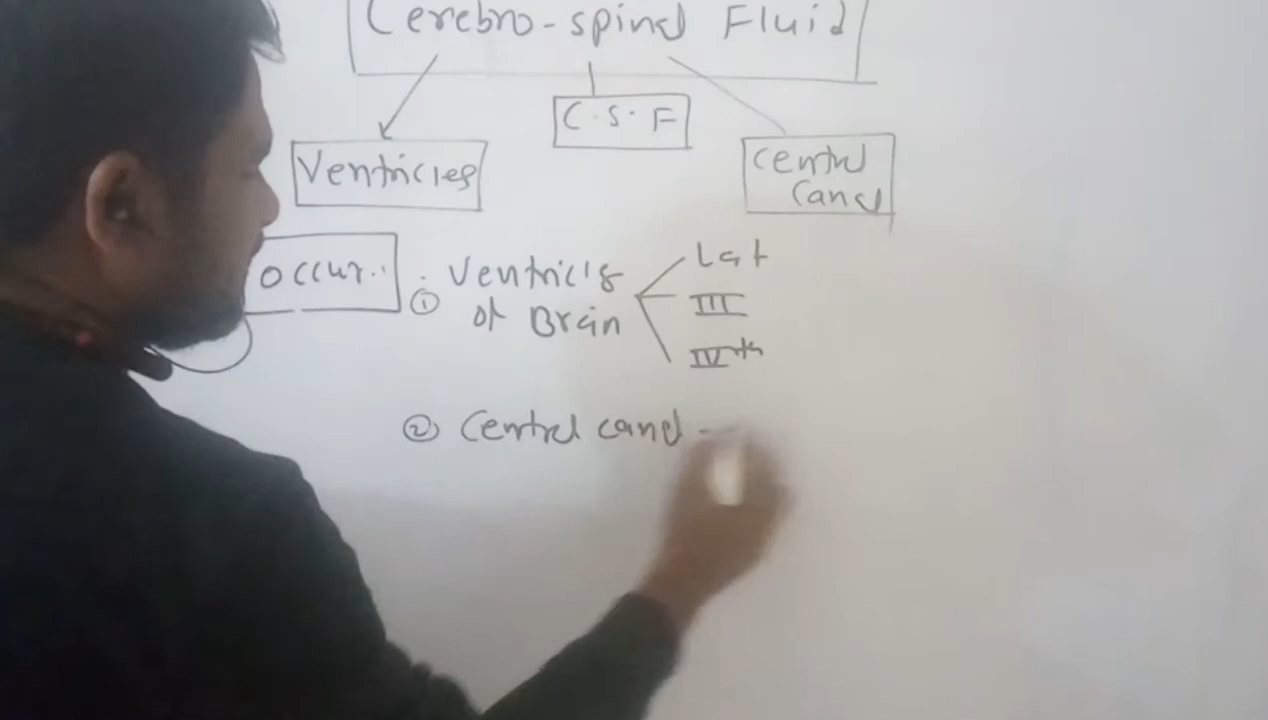 Cerebro-spinal Fluid
C.S.F
Ventricles
Central
Canal
Occur..
① Ventricls
of Brain
Lat
III
IVth
② Central canal -